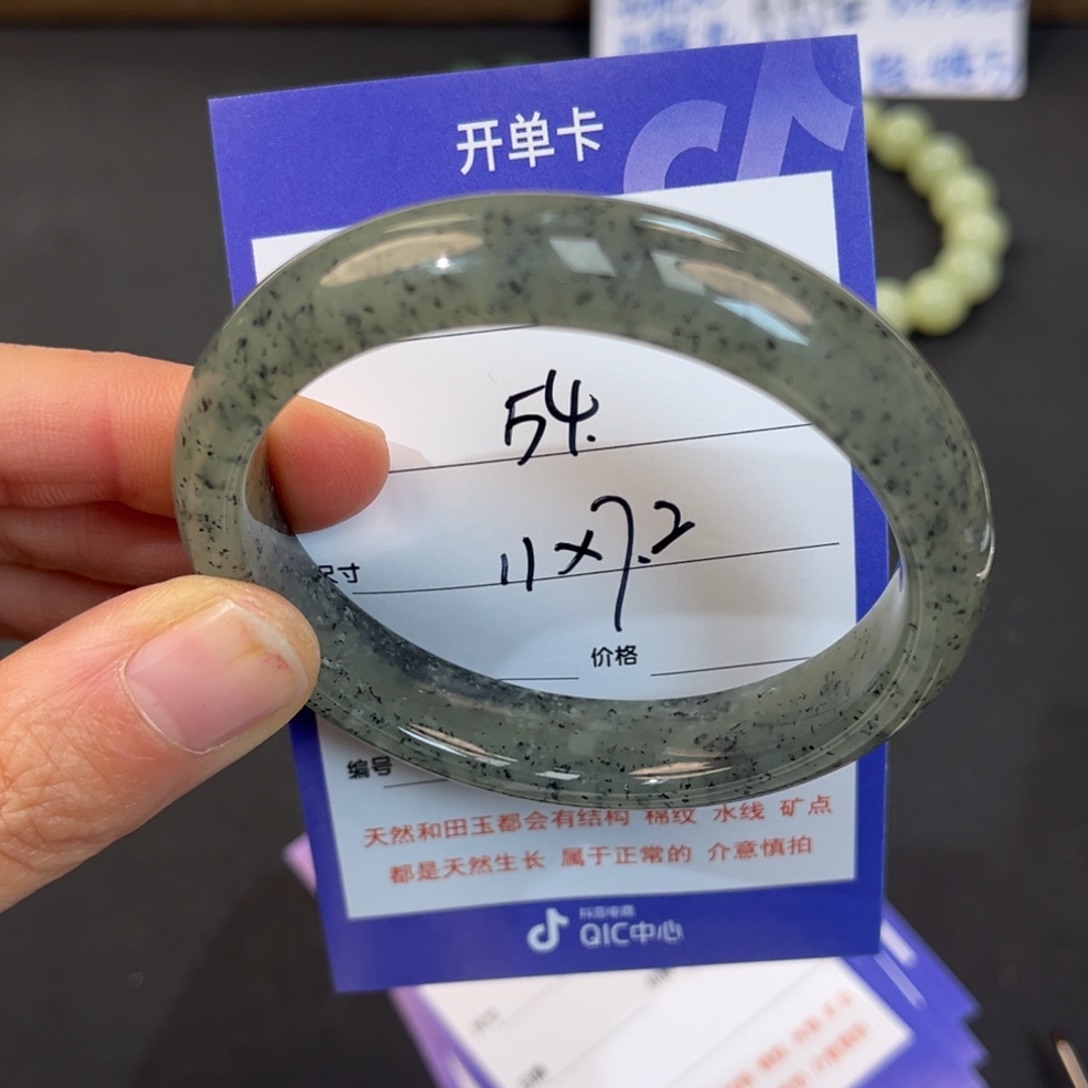 开单卡
54.
11×7.2
尺寸
价格
编号
天然和田玉都会有结构 棉纹 水线 矿点
都是天然生长 属于正常的 介意慎拍
抖音电商
QIC中心